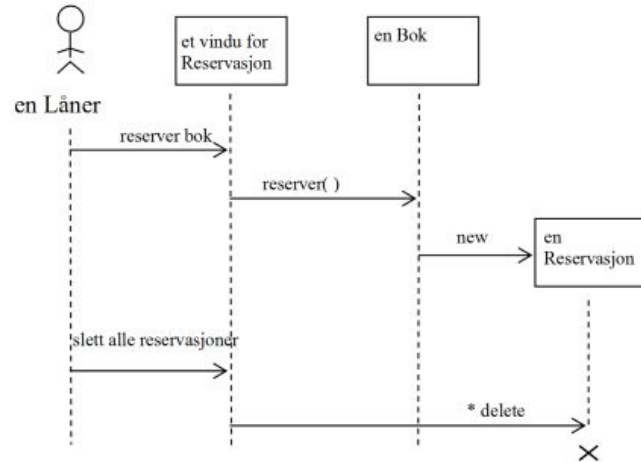 et vindu for
Reservasjon
en Bok
en Låner
reserver bok
reserver( )
new
en
Reservasjon
slett alle reservasjoner
* delete